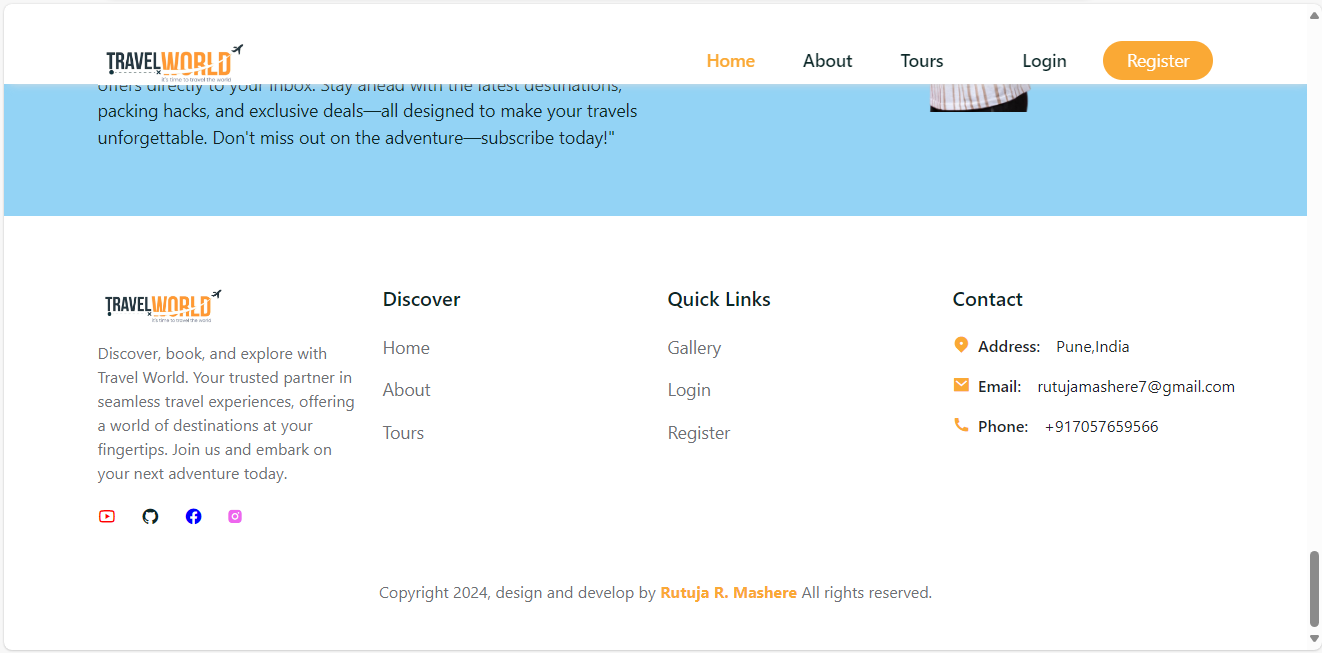 TRAVELWORLD
it's time to travel the world
Home About Tours Login Register
offers directly to your inbox. Stay ahead with the latest destinations,
packing hacks, and exclusive deals—all designed to make your travels
unforgettable. Don't miss out on the adventure—subscribe today!"
TRAVELWORLD
it's time to travel the world
Discover, book, and explore with
Travel World. Your trusted partner in
seamless travel experiences, offering
a world of destinations at your
fingertips. Join us and embark on
your next adventure today.
Discover
Home
About
Tours
Quick Links
Gallery
Login
Register
Contact
Address: Pune,India
Email: rutujamashere7@gmail.com
Phone: +917057659566
Copyright 2024, design and develop by Rutuja R. Mashere All rights reserved.